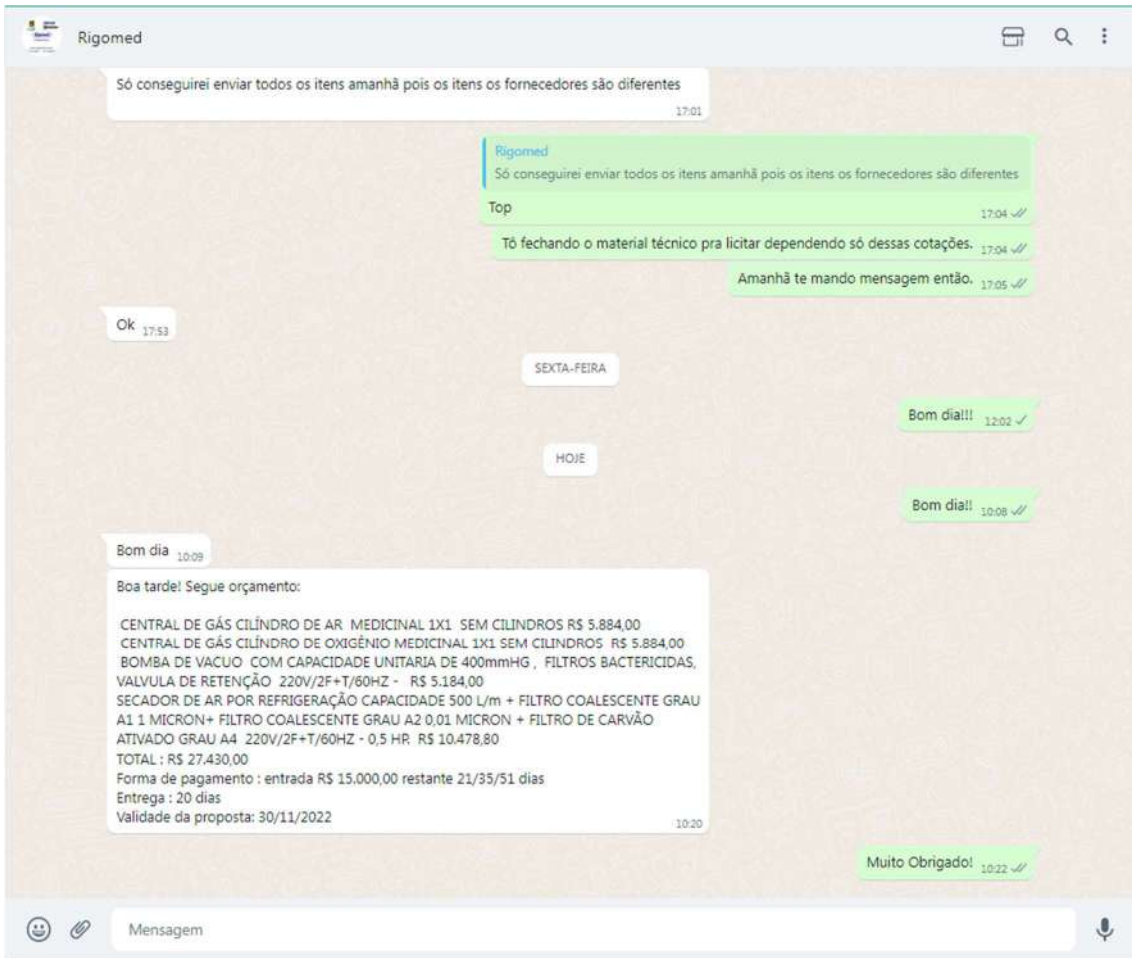 Rigomed
Só conseguirei enviar todos os itens amanhã pois os itens os fornecedores são diferentes
17:01
Rigomed
Só conseguirei enviar todos os itens amanhã pois os itens os fornecedores são diferentes
Top 17:04
Tô fechando o material técnico pra licitar dependendo só dessas cotações. 17:04
Amanhã te mando mensagem então. 17:05
Ok 17:53
SEXTA-FEIRA
Bom dia!!! 12:02
HOJE
Bom dia!! 10:08
Bom dia 10:09
Boa tarde! Segue orçamento:
CENTRAL DE GÁS CILÍNDRO DE AR MEDICINAL 1X1 SEM CILINDROS R$ 5.884,00
CENTRAL DE GÁS CILÍNDRO DE OXIGÊNIO MEDICINAL 1X1 SEM CILINDROS R$ 5.884,00
BOMBA DE VACUO COM CAPACIDADE UNITARIA DE 400mmHG , FILTROS BACTERICIDAS,
VALVULA DE RETENÇÃO 220V/2F+T/60HZ - R$ 5.184,00
SECADOR DE AR POR REFRIGERAÇÃO CAPACIDADE 500 L/m + FILTRO COALESCENTE GRAU
A1 1 MICRON+ FILTRO COALESCENTE GRAU A2 0,01 MICRON + FILTRO DE CARVÃO
ATIVADO GRAU A4 220V/2F+T/60HZ - 0,5 HP. R$ 10.478,80
TOTAL : R$ 27.430,00
Forma de pagamento : entrada R$ 15.000,00 restante 21/35/51 dias
Entrega : 20 dias
Validade da proposta: 30/11/2022
10:20
Muito Obrigado! 10:22
Mensagem